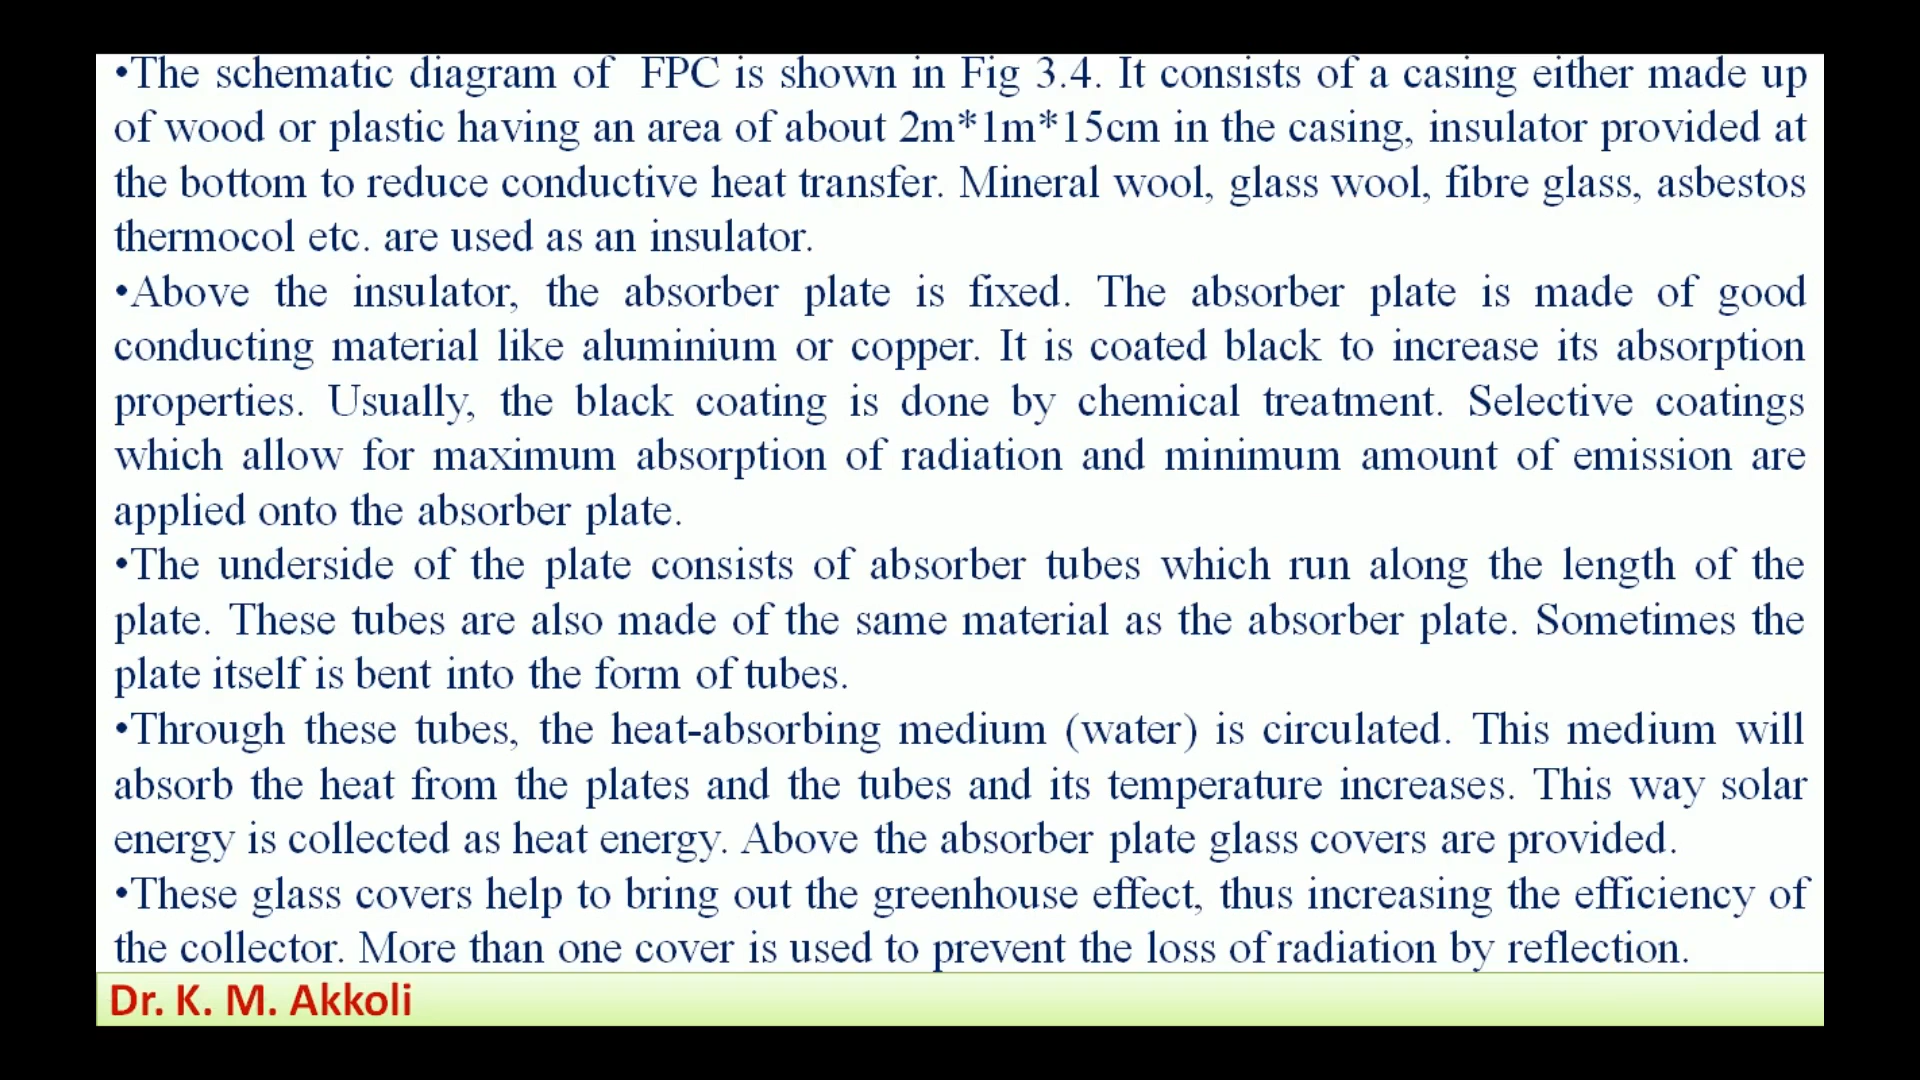 •The schematic diagram of FPC is shown in Fig 3.4. It consists of a casing either made up
of wood or plastic having an area of about 2m*1m*15cm in the casing, insulator provided at
the bottom to reduce conductive heat transfer. Mineral wool, glass wool, fibre glass, asbestos
thermocol etc. are used as an insulator.
•Above the insulator, the absorber plate is fixed. The absorber plate is made of good
conducting material like aluminium or copper. It is coated black to increase its absorption
properties. Usually, the black coating is done by chemical treatment. Selective coatings
which allow for maximum absorption of radiation and minimum amount of emission are
applied onto the absorber plate.
•The underside of the plate consists of absorber tubes which run along the length of the
plate. These tubes are also made of the same material as the absorber plate. Sometimes the
plate itself is bent into the form of tubes.
•Through these tubes, the heat-absorbing medium (water) is circulated. This medium will
absorb the heat from the plates and the tubes and its temperature increases. This way solar
energy is collected as heat energy. Above the absorber plate glass covers are provided.
•These glass covers help to bring out the greenhouse effect, thus increasing the efficiency of
the collector. More than one cover is used to prevent the loss of radiation by reflection.
Dr. K. M. Akkoli